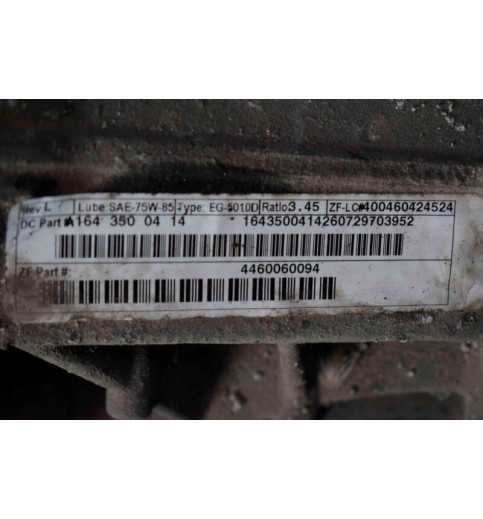 Rev L Lube:SAE-75W-85 Type: EG-5010D Ratio:3.45 ZF-LC#400460424524
DC Part #A164 350 04 14 1643500414260729703952
ZF Part #: 4460060094